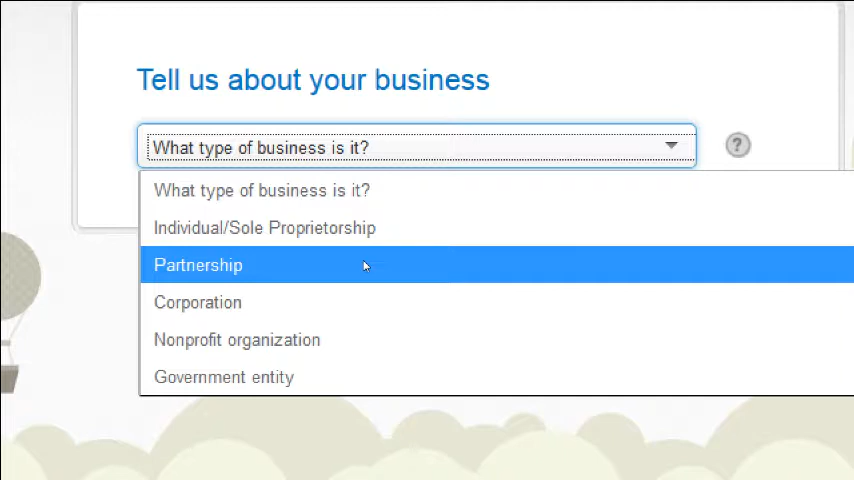 Tell us about your business
What type of business is it?
?
What type of business is it?
Individual/Sole Proprietorship
Partnership
Corporation
Nonprofit organization
Government entity